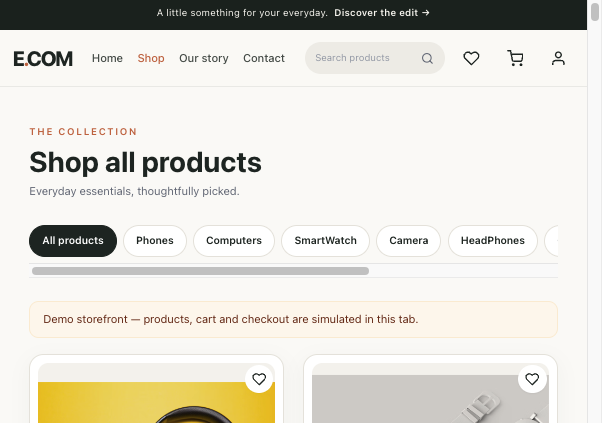 A little something for your everyday. Discover the edit →
E.COM Home Shop Our story Contact Search products
THE COLLECTION
Shop all products
Everyday essentials, thoughtfully picked.
All products Phones Computers SmartWatch Camera HeadPhones
Demo storefront — products, cart and checkout are simulated in this tab.